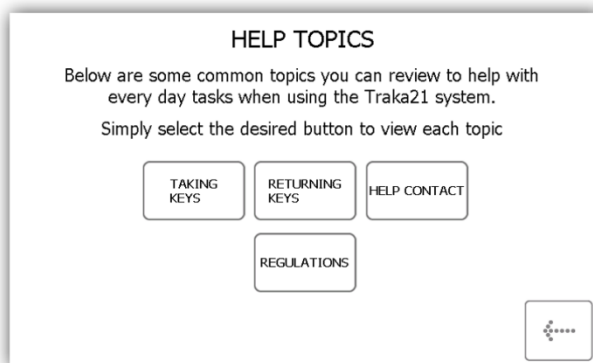 HELP TOPICS
Below are some common topics you can review to help with
every day tasks when using the Traka21 system.
Simply select the desired button to view each topic
TAKING
KEYS
RETURNING
KEYS
HELP CONTACT
REGULATIONS